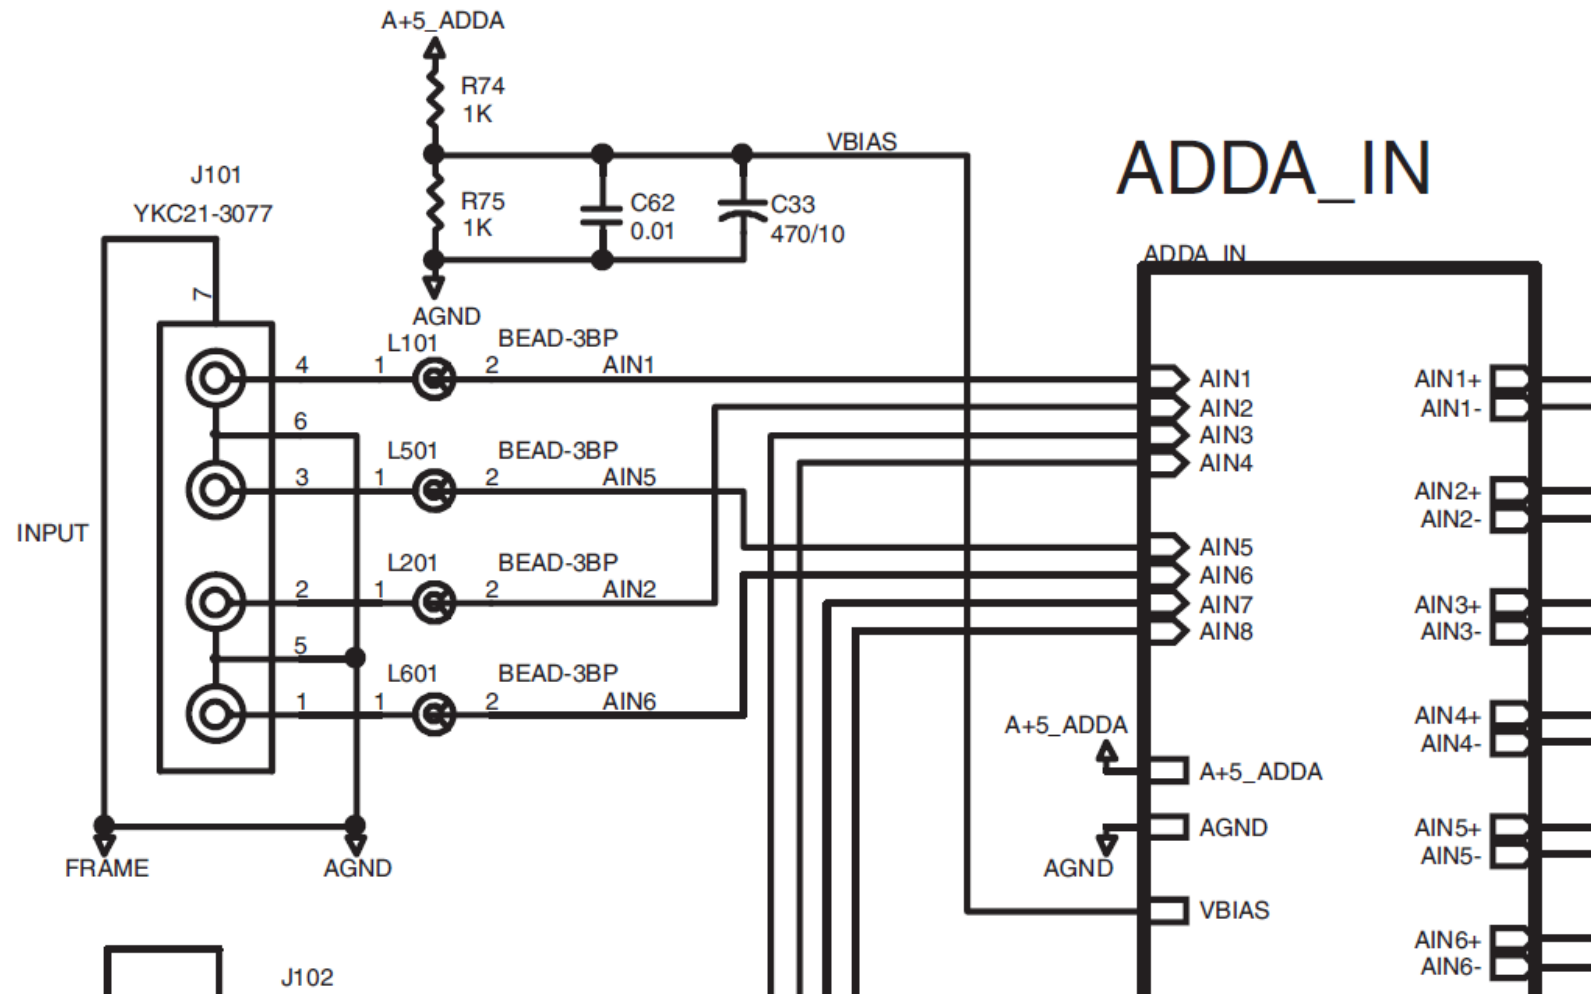 A+5_ADDA
R74
1K
VBIAS
ADDA_IN
J101
YKC21-3077
R75
1K
C62
0.01
C33
470/10
ADDA_IN
7
AGND
L101
BEAD-3BP
4
1
2
AIN1
AIN1
AIN1+
AIN2
AIN1-
6
AIN3
L501
BEAD-3BP
AIN4
3
1
2
AIN5
AIN2+
AIN2-
INPUT
AIN5
L201
BEAD-3BP
AIN6
2
1
2
AIN2
AIN7
AIN3+
AIN8
AIN3-
5
L601
BEAD-3BP
1
1
2
AIN6
AIN4+
A+5_ADDA
AIN4-
A+5_ADDA
AGND
AIN5+
FRAME
AGND
AGND
AIN5-
VBIAS
AIN6+
AIN6-
J102